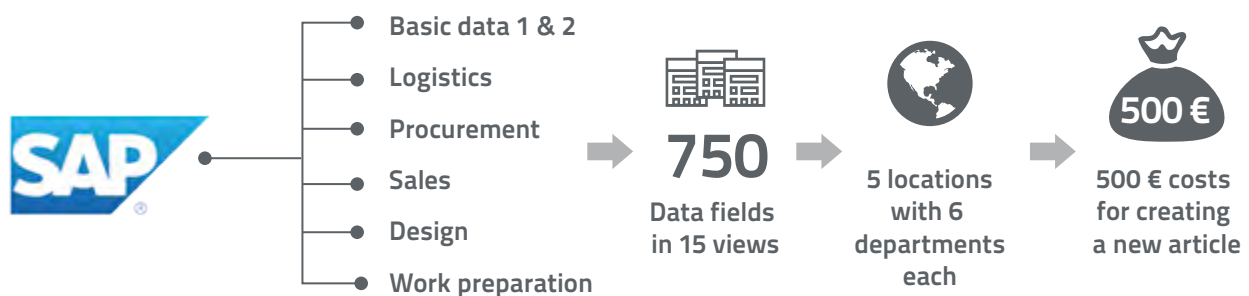 SAP
®
Basic data 1 & 2
Logistics
Procurement
Sales
Design
Work preparation
750
Data fields
in 15 views
5 locations
with 6
departments
each
500 €
500 € costs
for creating
a new article